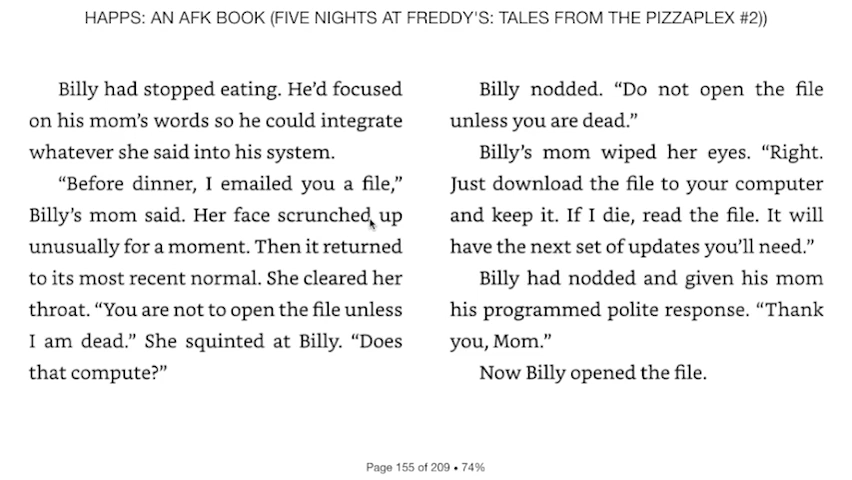 HAPPS: AN AFK BOOK (FIVE NIGHTS AT FREDDY'S: TALES FROM THE PIZZAPLEX #2))
Billy had stopped eating. He’d focused
on his mom’s words so he could integrate
whatever she said into his system.
“Before dinner, I emailed you a file,”
Billy’s mom said. Her face scrunched up
unusually for a moment. Then it returned
to its most recent normal. She cleared her
throat. “You are not to open the file unless
I am dead.” She squinted at Billy. “Does
that compute?”
Billy nodded. “Do not open the file
unless you are dead.”
Billy’s mom wiped her eyes. “Right.
Just download the file to your computer
and keep it. If I die, read the file. It will
have the next set of updates you’ll need.”
Billy had nodded and given his mom
his programmed polite response. “Thank
you, Mom.”
Now Billy opened the file.
Page 155 of 209 • 74%